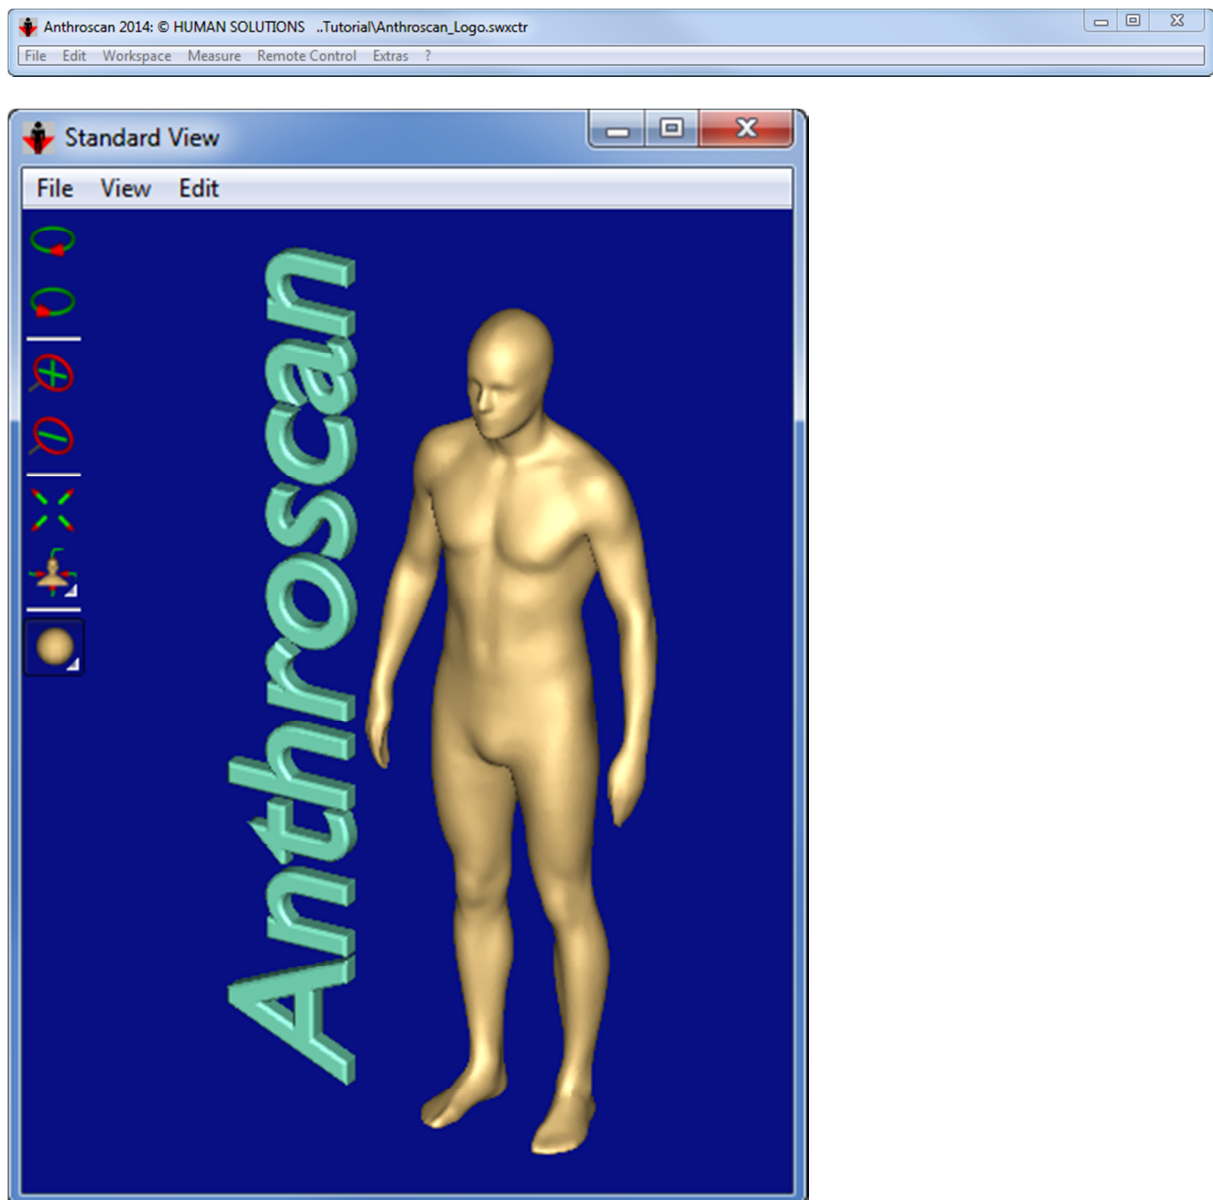 Anthroscan 2014: © HUMAN SOLUTIONS ..Tutorial\Anthroscan_Logo.swxctr
File Edit Workspace Measure Remote Control Extras ?
Standard View
File View Edit
Anthroscan